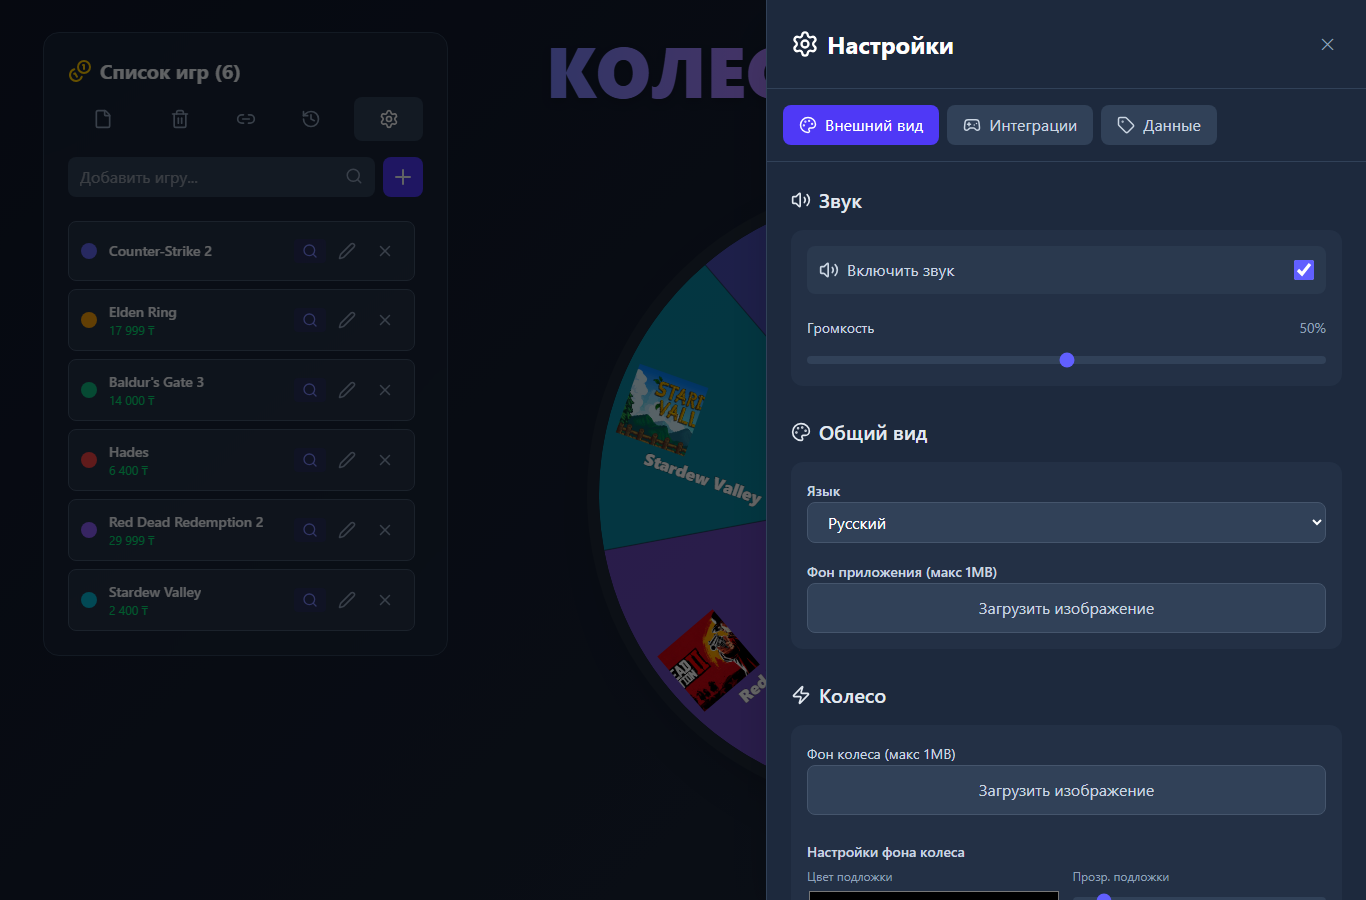 Список игр (6)
Добавить игру...
Counter-Strike 2
Elden Ring
17 999 ₸
Baldur's Gate 3
14 000 ₸
Hades
6 400 ₸
Red Dead Redemption 2
29 999 ₸
Stardew Valley
2 400 ₸
КОЛЕС
Stardew Valley
Red
Настройки
Внешний вид
Интеграции
Данные
Звук
Включить звук
Громкость
50%
Общий вид
Язык
Русский
Фон приложения (макс 1MB)
Загрузить изображение
Колесо
Фон колеса (макс 1MB)
Загрузить изображение
Настройки фона колеса
Цвет подложки
Прозр. подложки